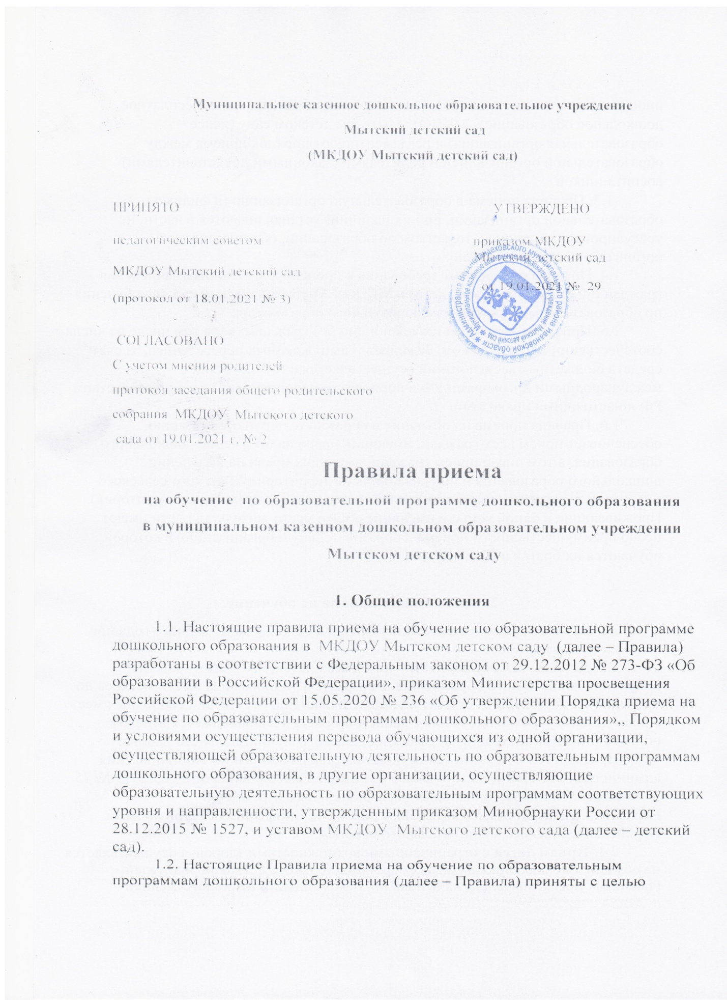 Муниципальное казенное дошкольное образовательное учреждение
Мытский детский сад
(МКДОУ Мытский детский сад)
ПРИНЯТО
педагогическим советом
МКДОУ Мытский детский сад
(протокол от 18.01.2021 № 3)
УТВЕРЖДЕНО
приказом МКДОУ
Мытский детский сад
от 19.01.2021 № 29
Администрация Верхнеландеховского муниципального района Ивановской области
Муниципальное казенное дошкольное образовательное учреждение Мытский детский сад
СОГЛАСОВАНО
С учетом мнения родителей
протокол заседания общего родительского
собрания МКДОУ Мытского детского
сада от 19.01.2021 г. № 2
Правила приема
на обучение по образовательной программе дошкольного образования
в муниципальном казенном дошкольном образовательном учреждении
Мытском детском саду
1. Общие положения
1.1. Настоящие правила приема на обучение по образовательной программе
дошкольного образования в МКДОУ Мытском детском саду (далее – Правила)
разработаны в соответствии с Федеральным законом от 29.12.2012 № 273-ФЗ «Об
образовании в Российской Федерации», приказом Министерства просвещения
Российской Федерации от 15.05.2020 № 236 «Об утверждении Порядка приема на
обучение по образовательным программам дошкольного образования»,, Порядком
и условиями осуществления перевода обучающихся из одной организации,
осуществляющей образовательную деятельность по образовательным программам
дошкольного образования, в другие организации, осуществляющие
образовательную деятельность по образовательным программам соответствующих
уровня и направленности, утвержденным приказом Минобрнауки России от
28.12.2015 № 1527, и уставом МКДОУ Мытского детского сада (далее – детский
сад).
1.2. Настоящие Правила приема на обучение по образовательным
программам дошкольного образования (далее – Правила) приняты с целью